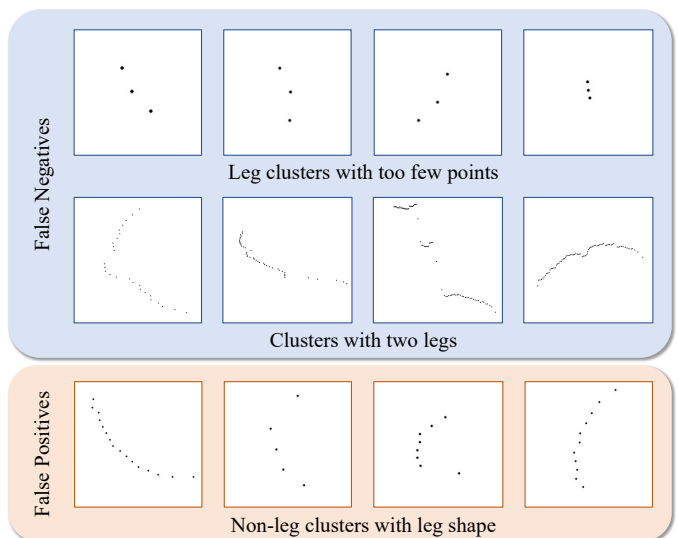 False Negatives
Leg clusters with too few points
Clusters with two legs
False Positives
Non-leg clusters with leg shape